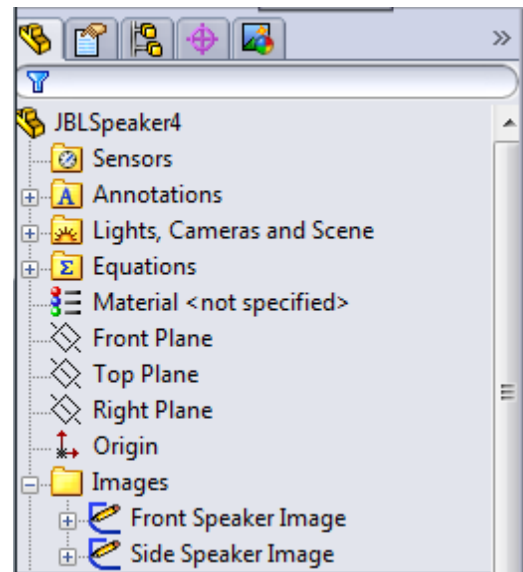 JBLSpeaker4
Sensors
Annotations
Lights, Cameras and Scene
Equations
Material <not specified>
Front Plane
Top Plane
Right Plane
Origin
Images
Front Speaker Image
Side Speaker Image